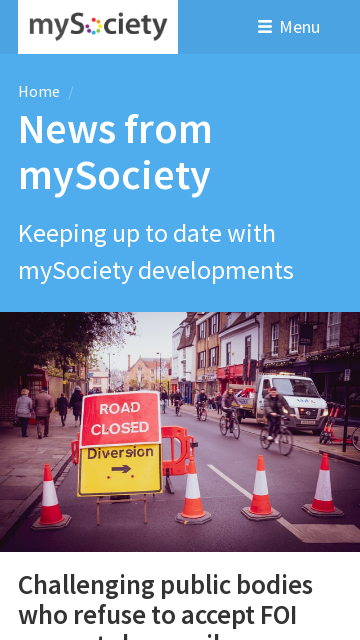 mySociety
Menu
Home /
News from
mySociety
Keeping up to date with
mySociety developments
ROAD
CLOSED
Diversion
Challenging public bodies
who refuse to accept FOI